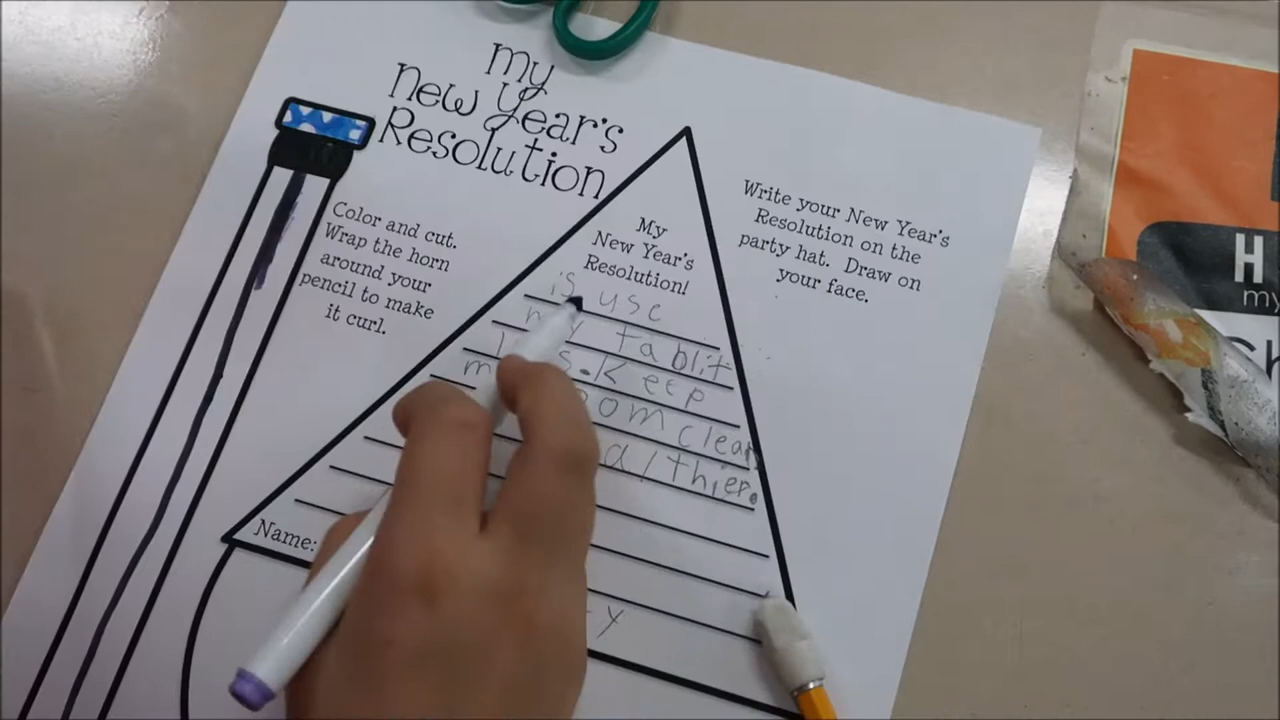 my
New Year's
Resolution
Color and cut.
Wrap the horn
around your
pencil to make
it curl.
My
New Year's
Resolution!
is use
my tablit
keep
room clean
thier.
Name:
Write your New Year's
Resolution on the
party hat. Draw on
your face.
H
my